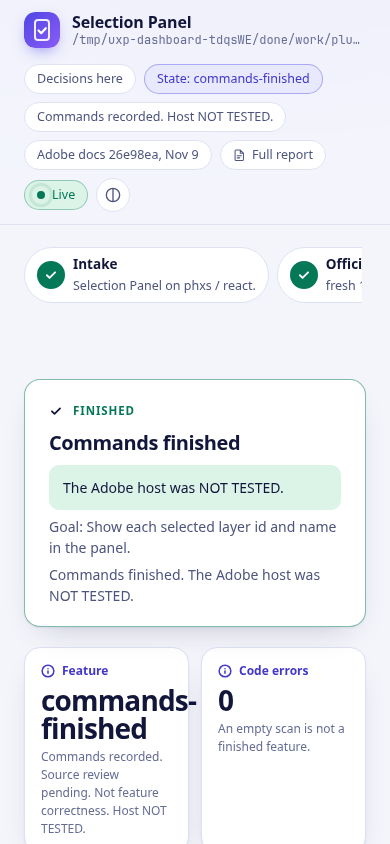 Selection Panel
/tmp/uxp-dashboard-tdqsWE/done/work/plu…
Decisions here
State: commands-finished
Commands recorded. Host NOT TESTED.
Adobe docs 26e98ea, Nov 9
Full report
Live
Intake
Selection Panel on phxs / react.
Offici
fresh
FINISHED
Commands finished
The Adobe host was NOT TESTED.
Goal: Show each selected layer id and name
in the panel.
Commands finished. The Adobe host was
NOT TESTED.
Feature
commands-
finished
Commands recorded.
Source review
pending. Not feature
correctness. Host NOT
TESTED.
Code errors
0
An empty scan is not a
finished feature.